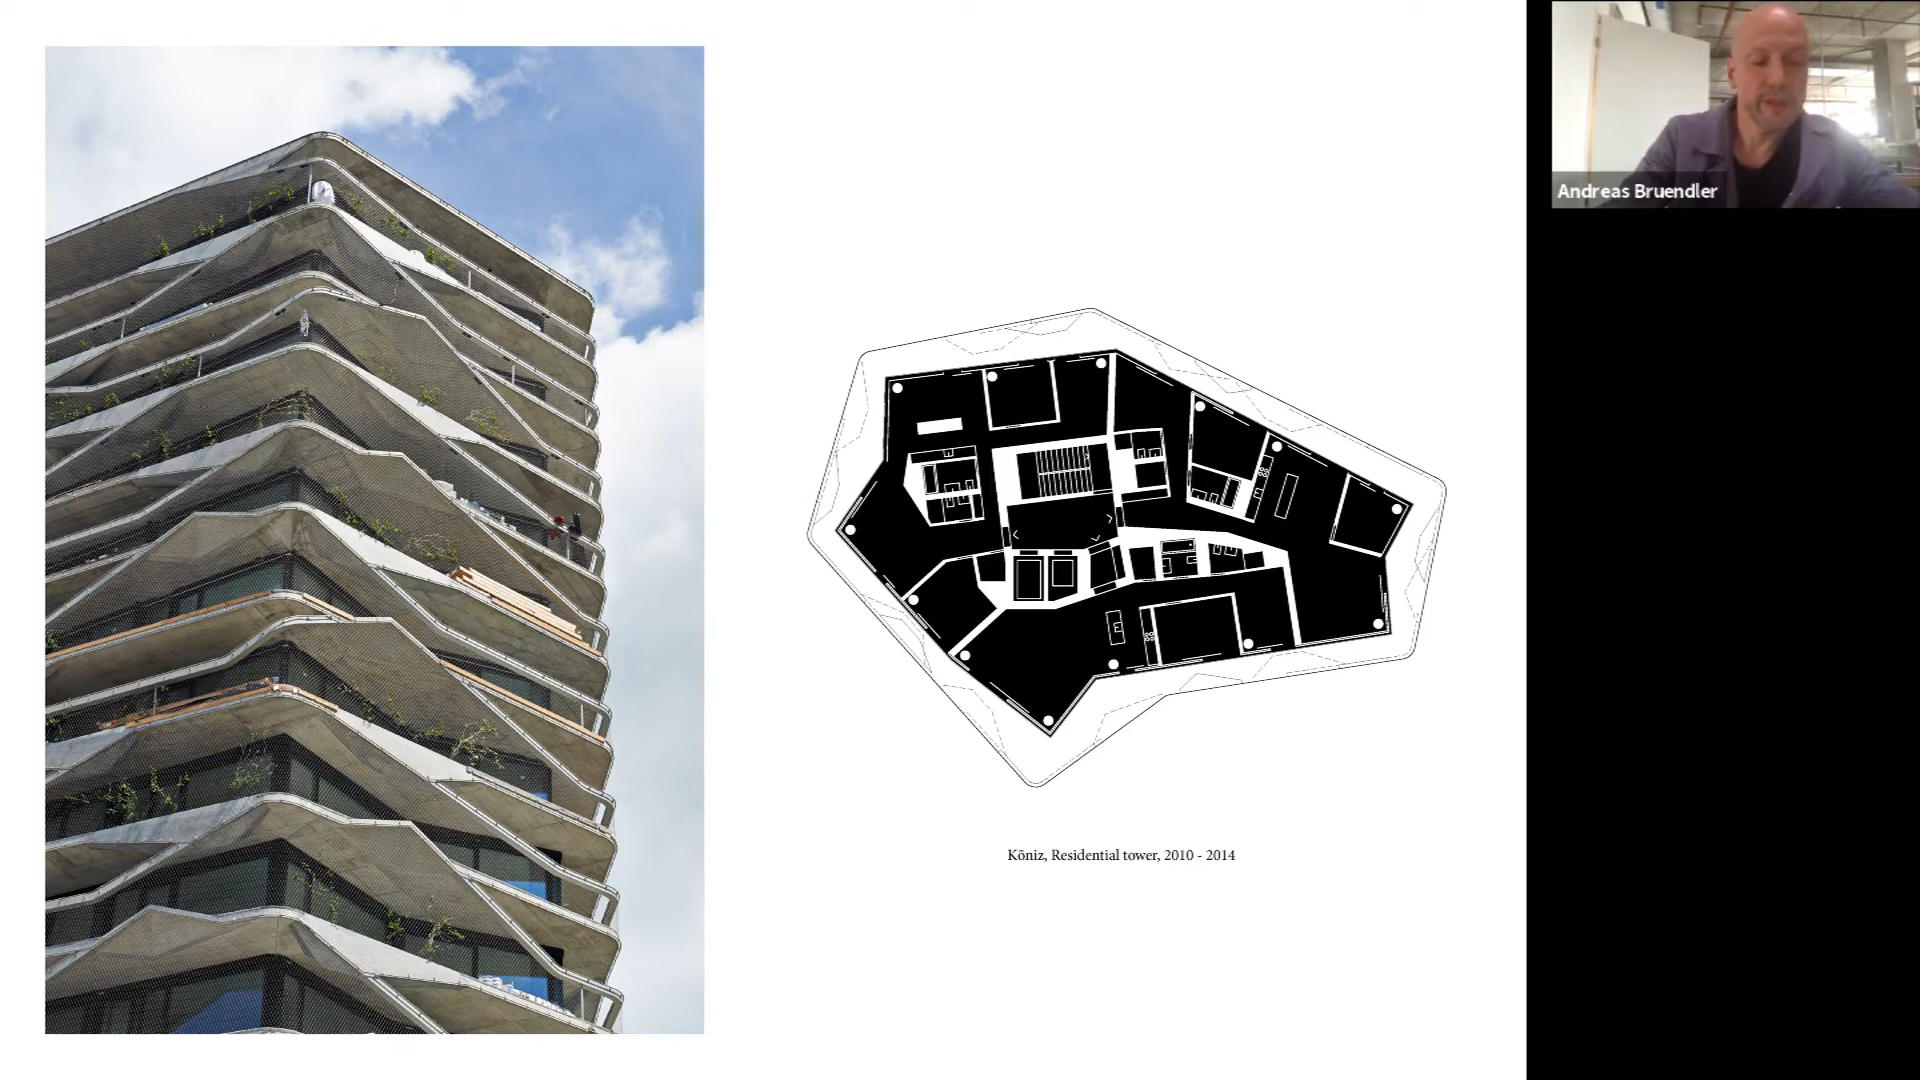 Andreas Bruendler
Köniz, Residential tower, 2010 - 2014